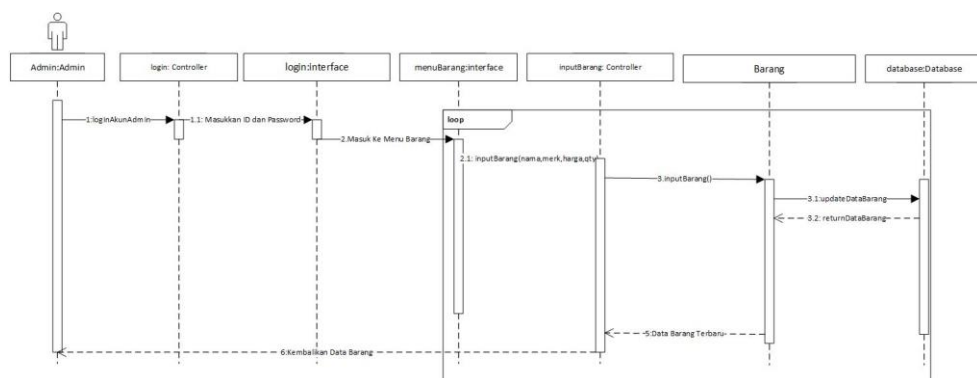 Admin:Admin
login: Controller
login:interface
menuBarang:interface
inputBarang: Controller
Barang
database:Database
loop
1:loginAkunAdmin
1.1: Masukkan ID dan Password
2.Masuk Ke Menu Barang
2.1: inputBarang(nama,merk,harga,qty
3.inputBarang()
3.1:updateDataBarang
3.2: returnDataBarang
5:Data Barang Terbaru
6:Kembalikan Data Barang